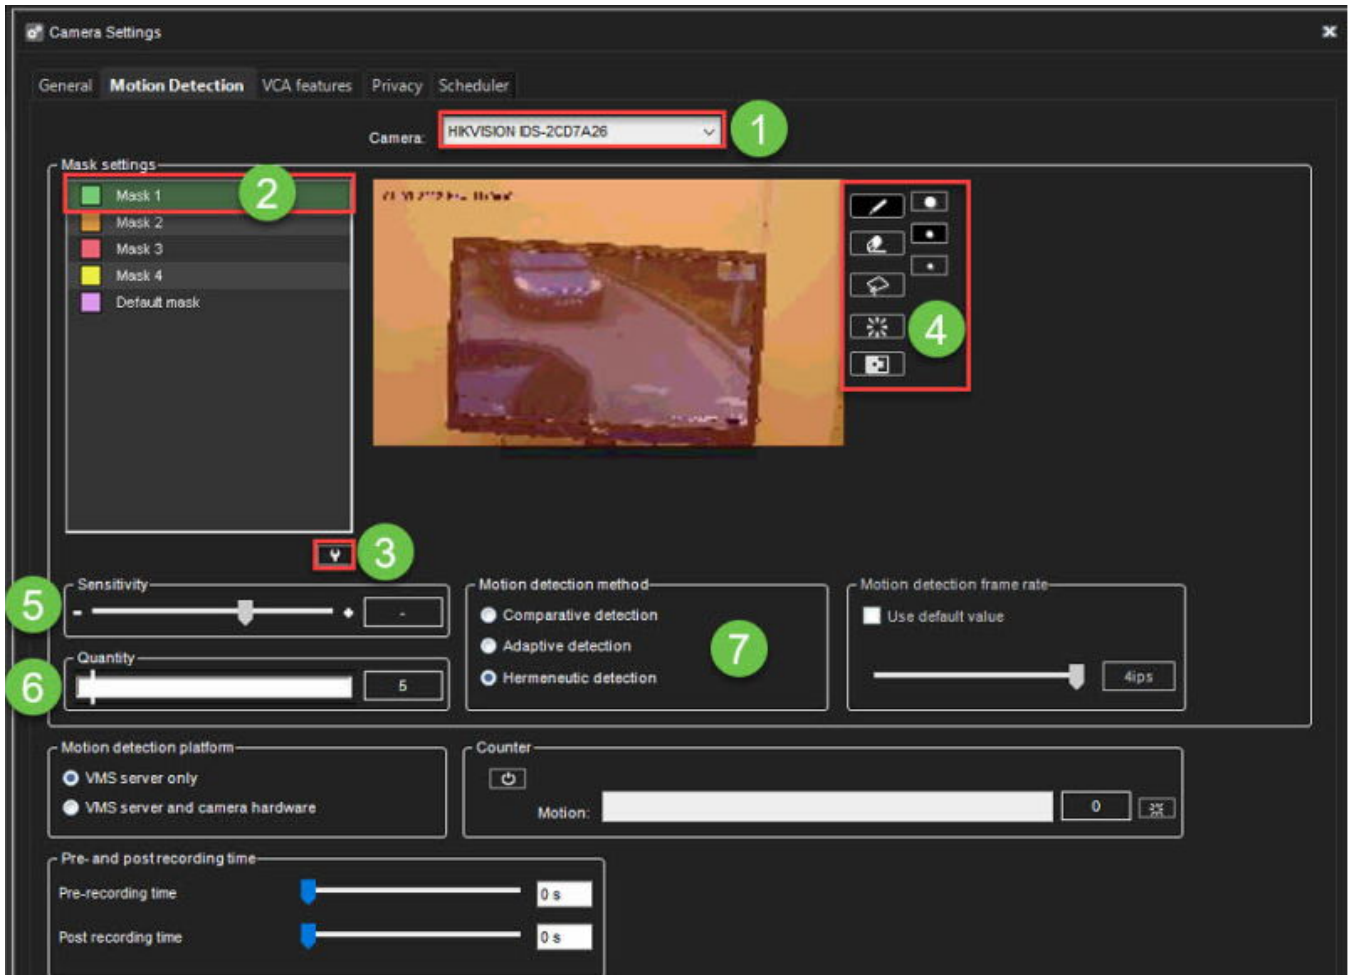 Camera Settings
General Motion Detection VCA features Privacy Scheduler
Camera: HIKVISION IDS-2CD7A26 1
Mask settings
Mask 1 2
Mask 2
Mask 3
Mask 4
Default mask
4
3
5 Sensitivity
- + -
6 Quantity
5
Motion detection method
Comparative detection
Adaptive detection
Hermeneutic detection
7
Motion detection frame rate
Use default value
4ips
Motion detection platform
VMS server only
VMS server and camera hardware
Counter
Motion: 0
Pre- and post recording time
Pre-recording time 0 s
Post recording time 0 s